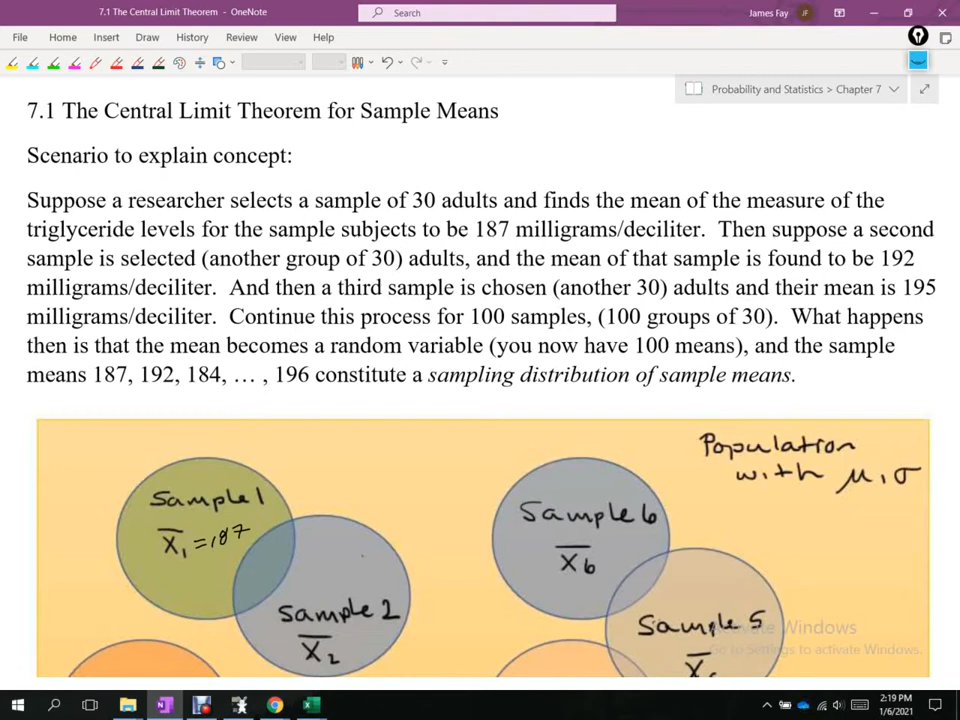 7.1 The Central Limit Theorem - OneNote
Search
James Fay
JF
File Home Insert Draw History Review View Help
Probability and Statistics > Chapter 7
7.1 The Central Limit Theorem for Sample Means
Scenario to explain concept:
Suppose a researcher selects a sample of 30 adults and finds the mean of the measure of the
triglyceride levels for the sample subjects to be 187 milligrams/deciliter. Then suppose a second
sample is selected (another group of 30) adults, and the mean of that sample is found to be 192
milligrams/deciliter. And then a third sample is chosen (another 30) adults and their mean is 195
milligrams/deciliter. Continue this process for 100 samples, (100 groups of 30). What happens
then is that the mean becomes a random variable (you now have 100 means), and the sample
means 187, 192, 184, … , 196 constitute a sampling distribution of sample means.
Population
with μ, σ
Sample 1
x̄₁ = 187
Sample 6
x̄₆
Sample 2
x̄₂
Sample 5
Activate Windows
Go to Settings to activate Windows.
2:19 PM
1/6/2021